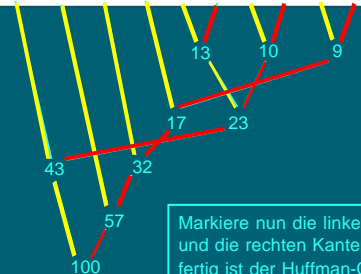 13 10 9
17 23
43 32
57
100
Markiere nun die linke
und die rechten Kante
fertig ist der Huffman-